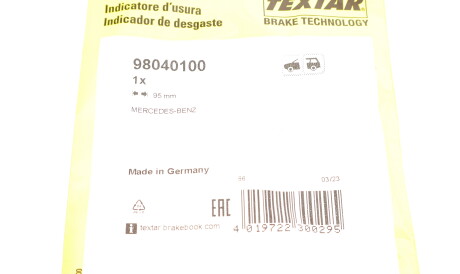 Indicatore d'usura
Indicador de desgaste
TEXTAR
BRAKE TECHNOLOGY
98040100
1x
95 mm
MERCEDES-BENZ
Made in Germany
03/23
EAC
textar.brakebook.com
4 019722 300295